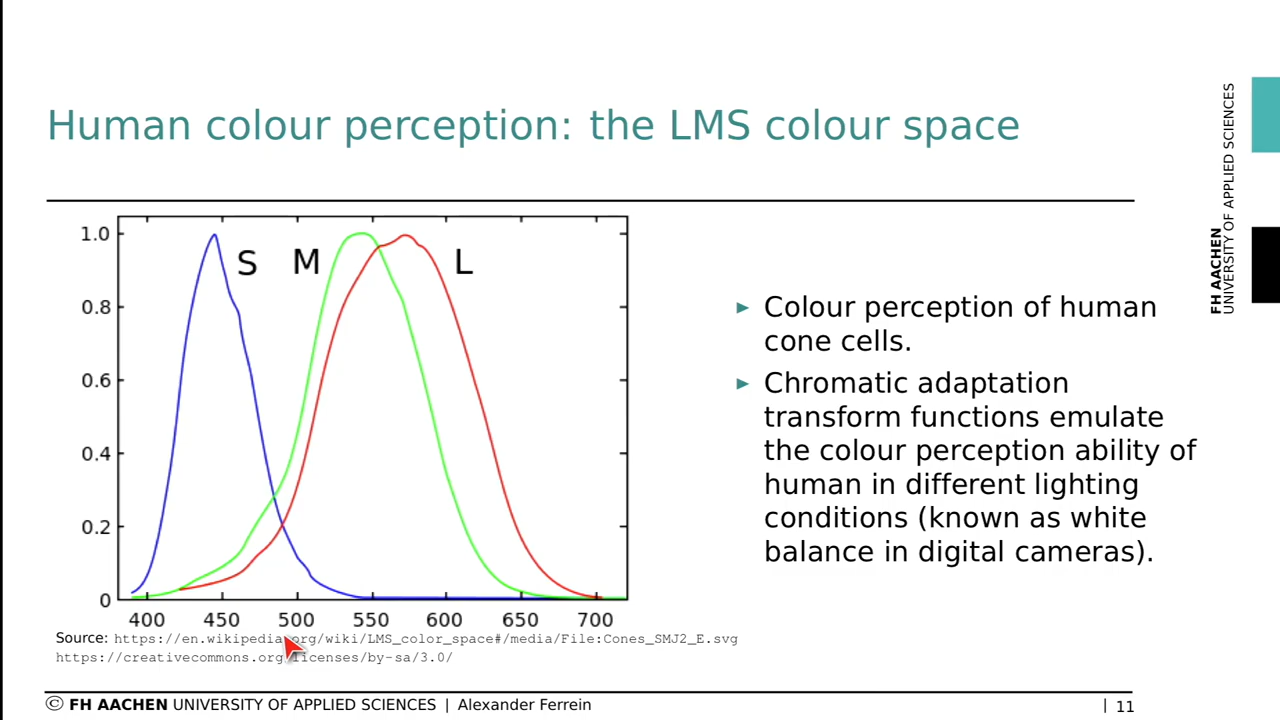 Human colour perception: the LMS colour space
FH AACHEN
UNIVERSITY OF APPLIED SCIENCES
1.0
0.8
0.6
0.4
0.2
0
S M L
400 450 500 550 600 650 700
Source: https://en.wikipedia.org/wiki/LMS_color_space#/media/File:Cones_SMJ2_E.svg
https://creativecommons.org/licenses/by-sa/3.0/
► Colour perception of human
cone cells.
► Chromatic adaptation
transform functions emulate
the colour perception ability of
human in different lighting
conditions (known as white
balance in digital cameras).
© FH AACHEN UNIVERSITY OF APPLIED SCIENCES | Alexander Ferrein
| 11